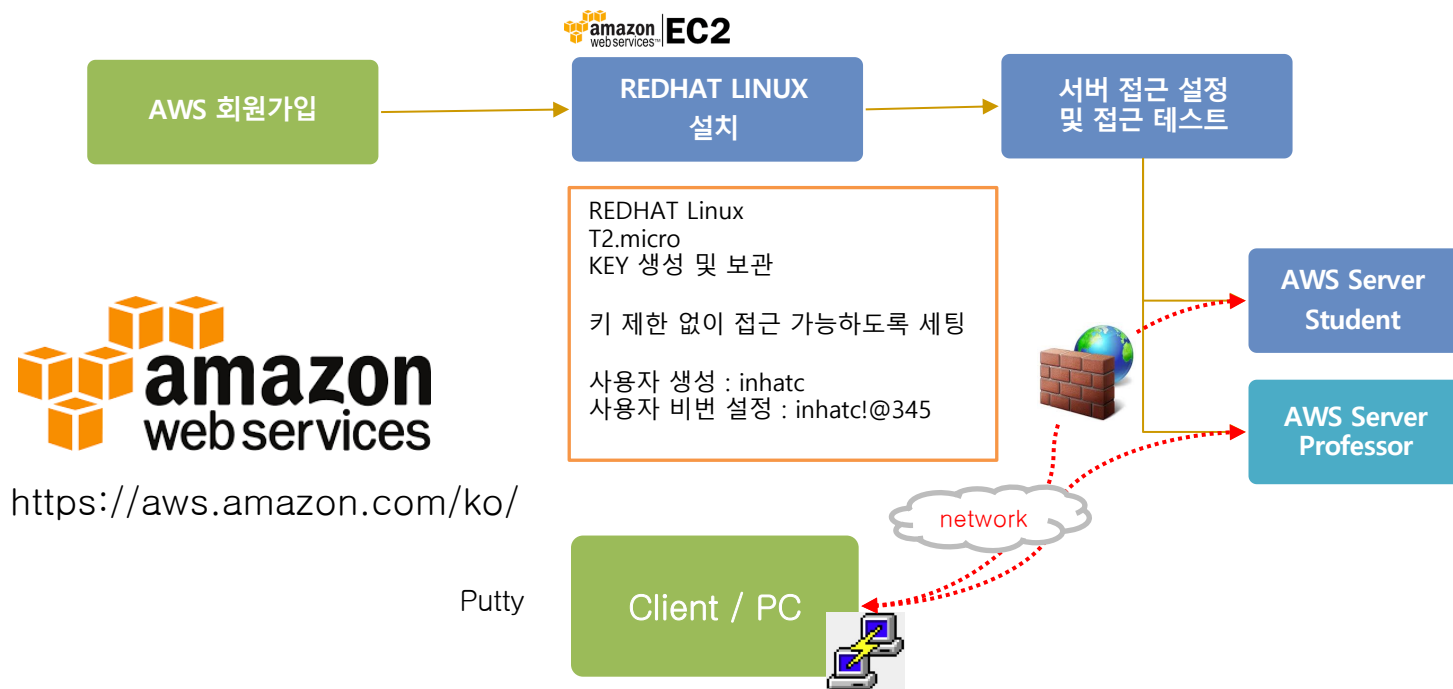 amazon
web services™
EC2
AWS 회원가입
REDHAT LINUX
설치
서버 접근 설정
및 접근 테스트
REDHAT Linux
T2.micro
KEY 생성 및 보관
키 제한 없이 접근 가능하도록 세팅
사용자 생성 : inhatc
사용자 비번 설정 : inhatc!@345
AWS Server
Student
AWS Server
Professor
amazon
web services
https://aws.amazon.com/ko/
network
Putty
Client / PC